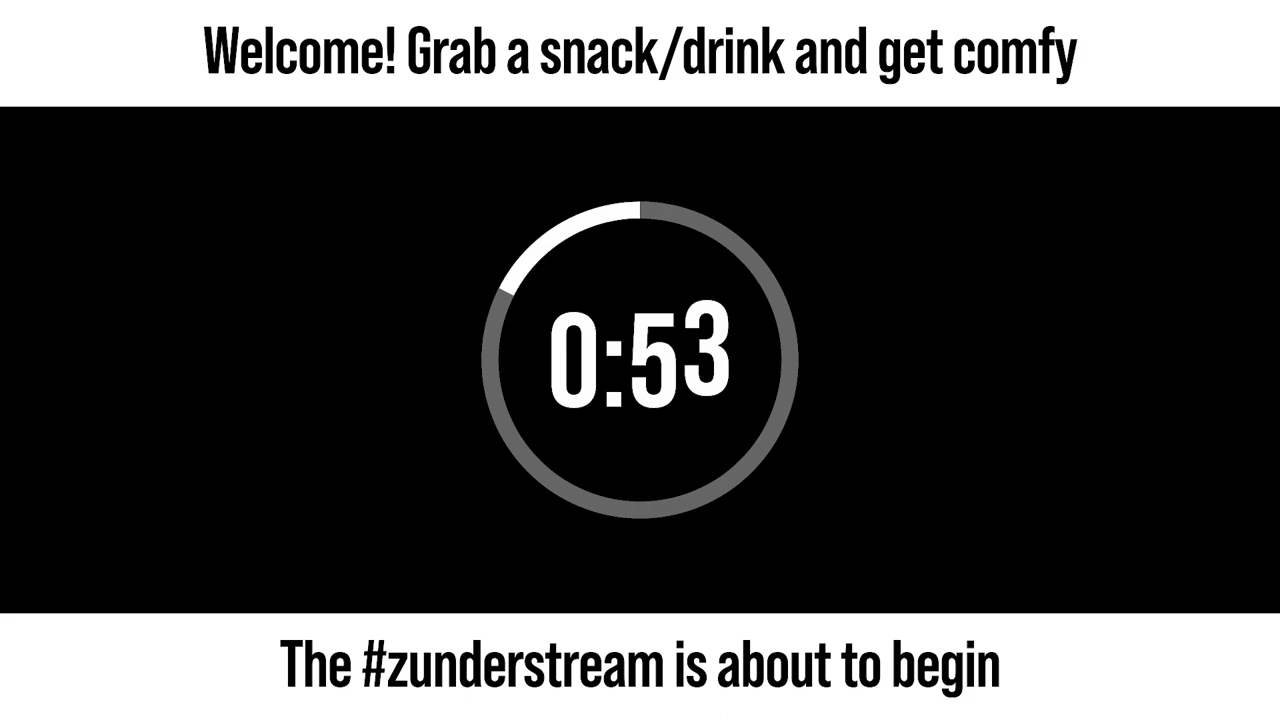 Welcome! Grab a snack/drink and get comfy
0:53
The #zunderstream is about to begin